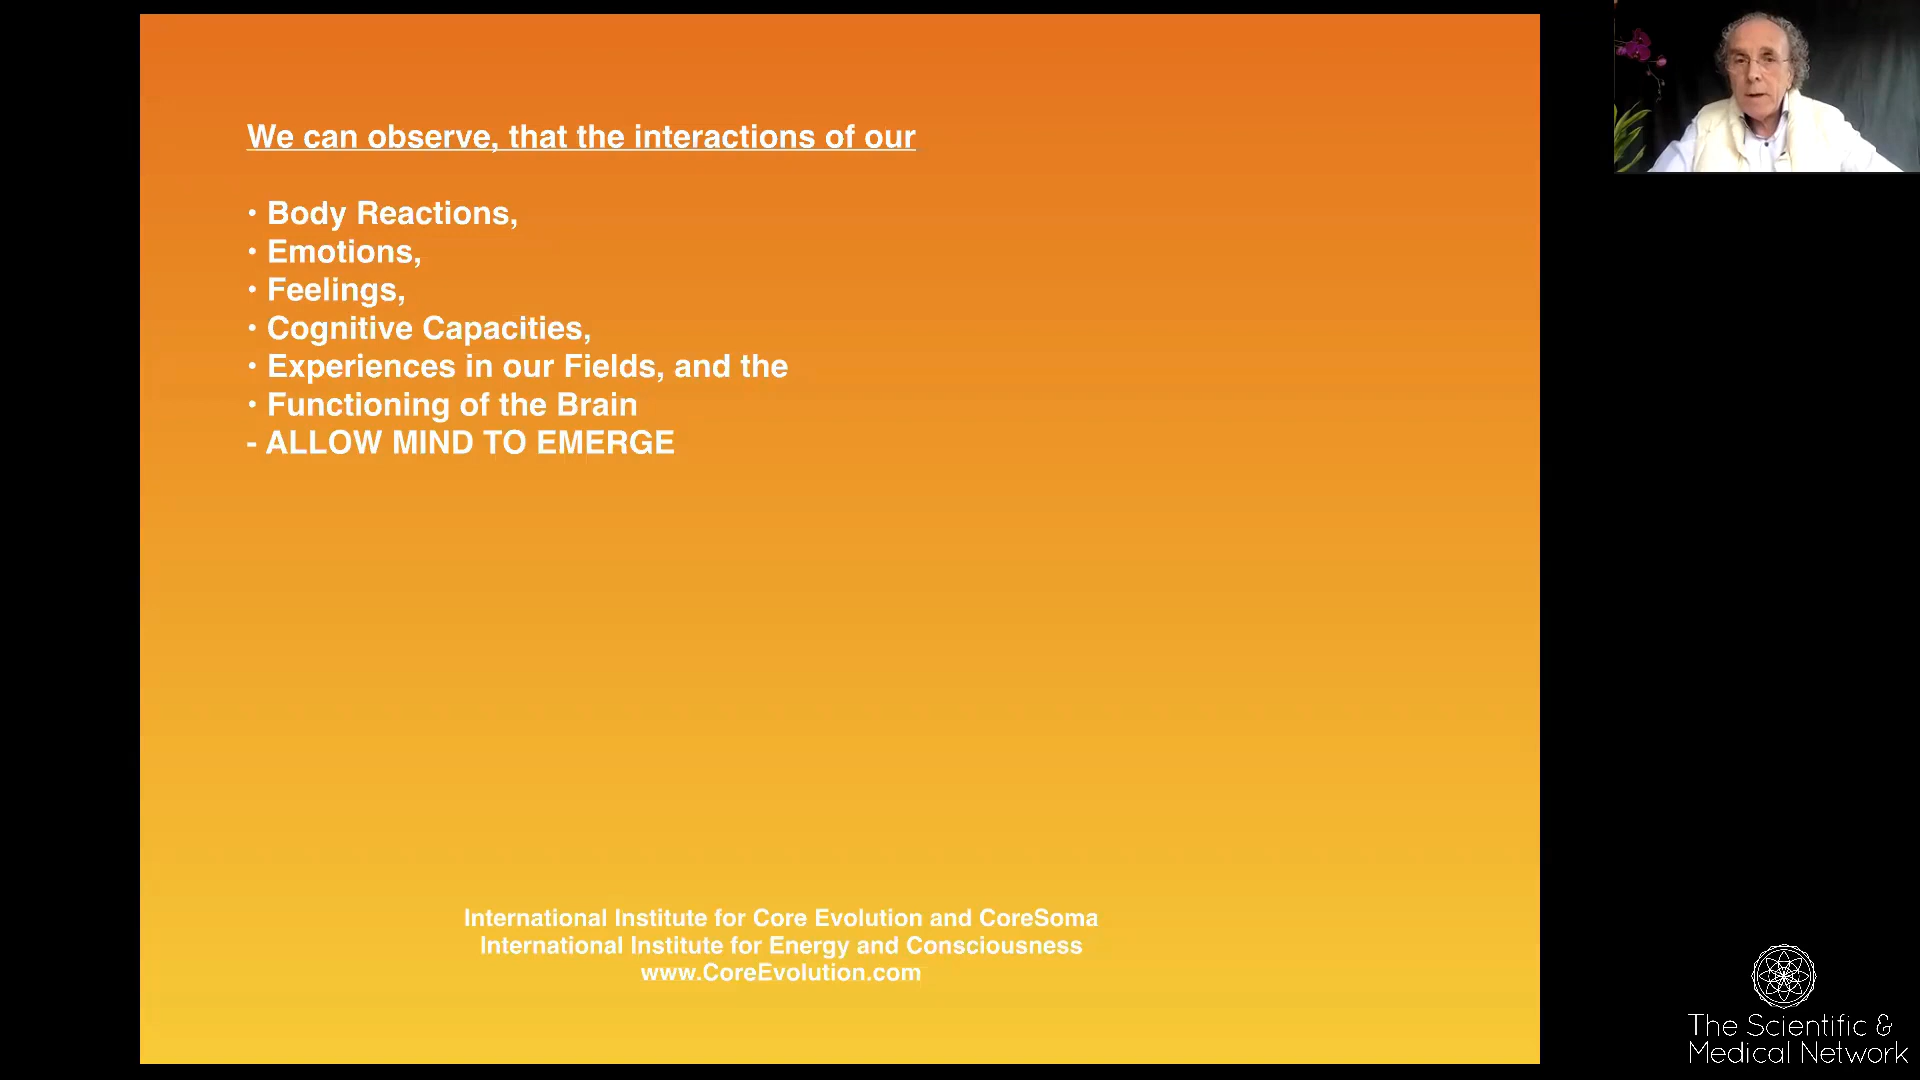 We can observe, that the interactions of our
• Body Reactions,
• Emotions,
• Feelings,
• Cognitive Capacities,
• Experiences in our Fields, and the
• Functioning of the Brain
- ALLOW MIND TO EMERGE
International Institute for Core Evolution and CoreSoma
International Institute for Energy and Consciousness
www.CoreEvolution.com
The Scientific &
Medical Network